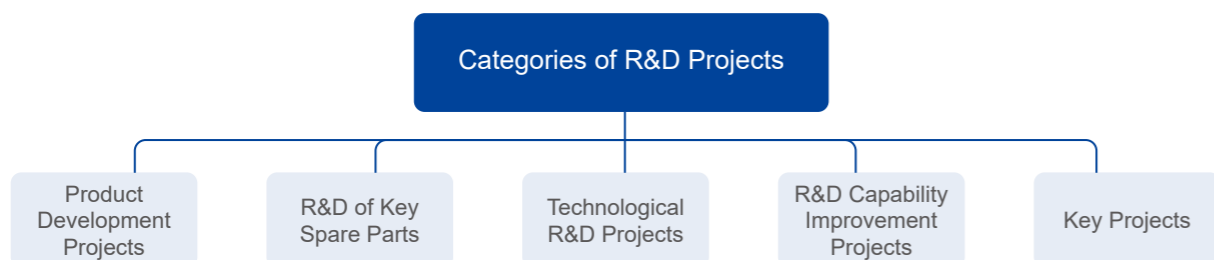 Categories of R&D Projects
Product
Development
Projects
R&D of Key
Spare Parts
Technological
R&D Projects
R&D Capability
Improvement
Projects
Key Projects